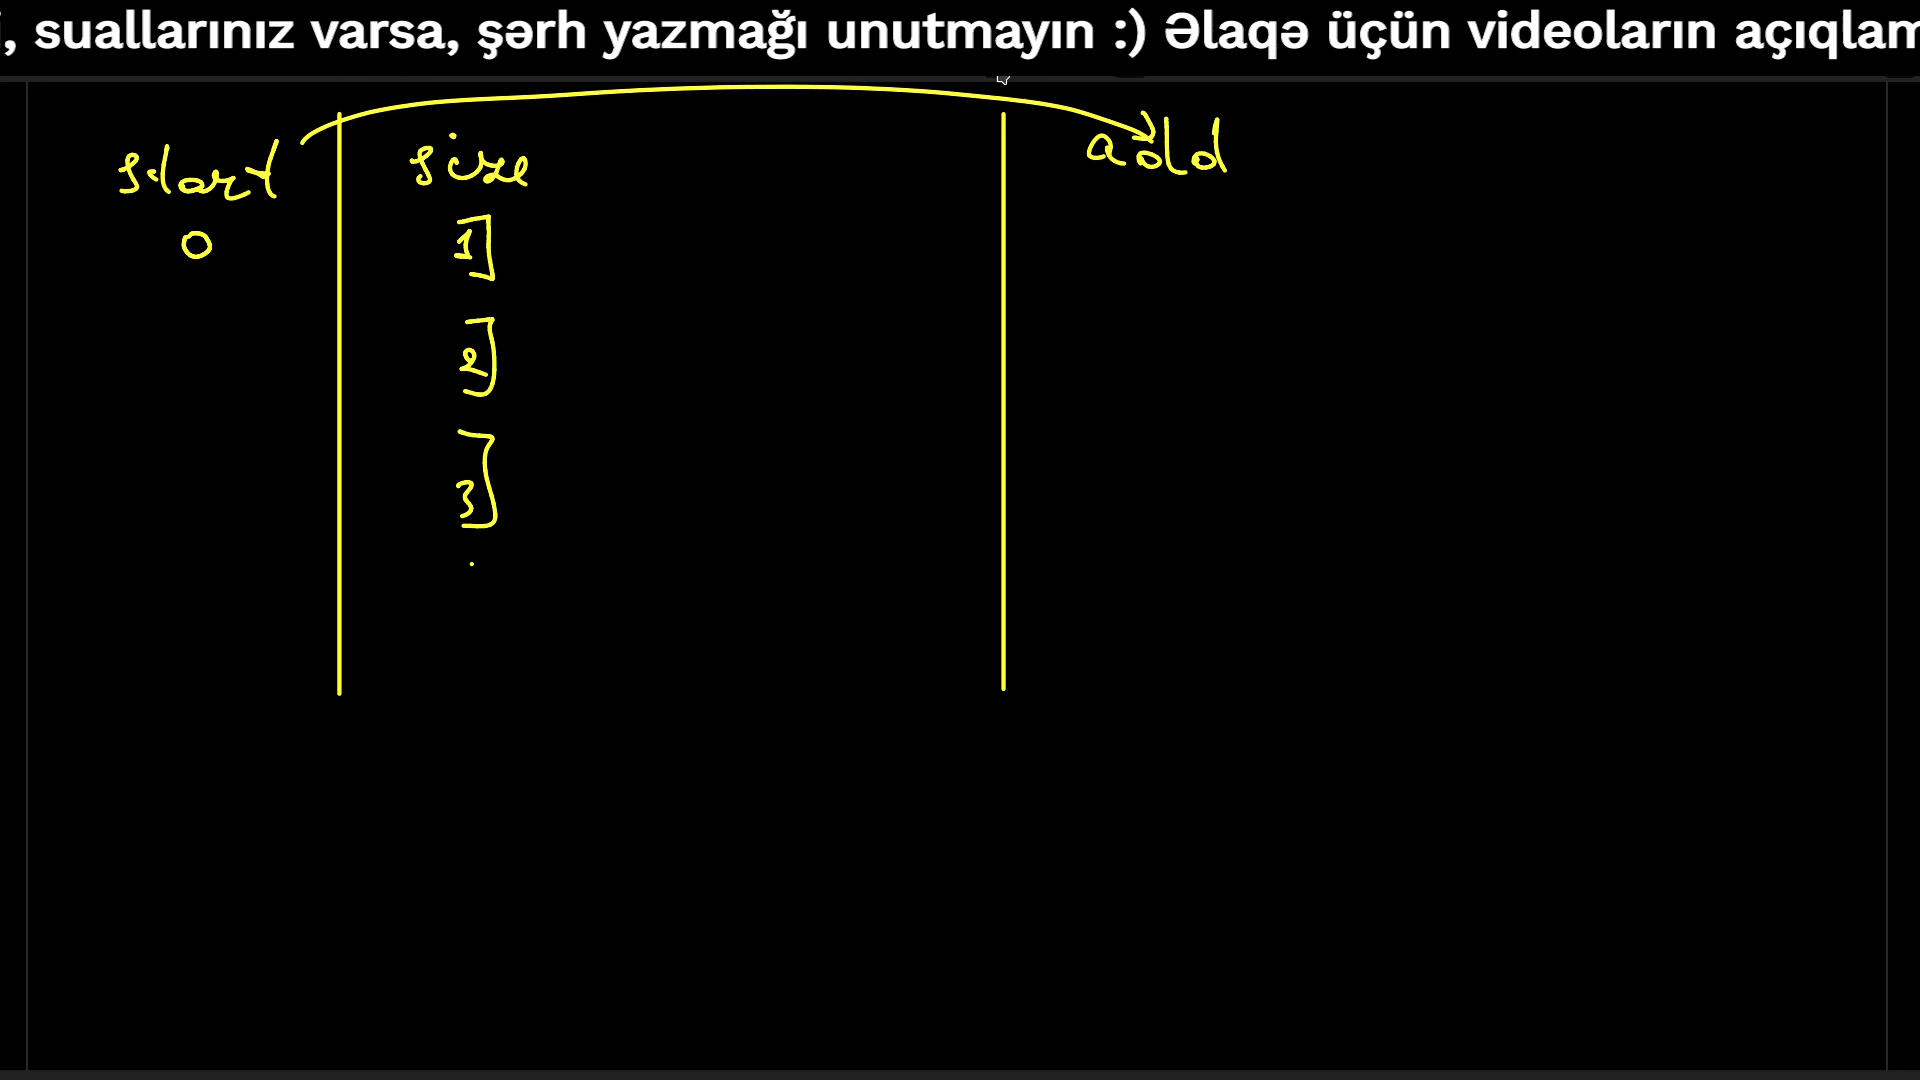 , suallarınız varsa, şərh yazmağı unutmayın :) Əlaqə üçün videoların açıqlam
start size add
0 1]
2]
3]
.